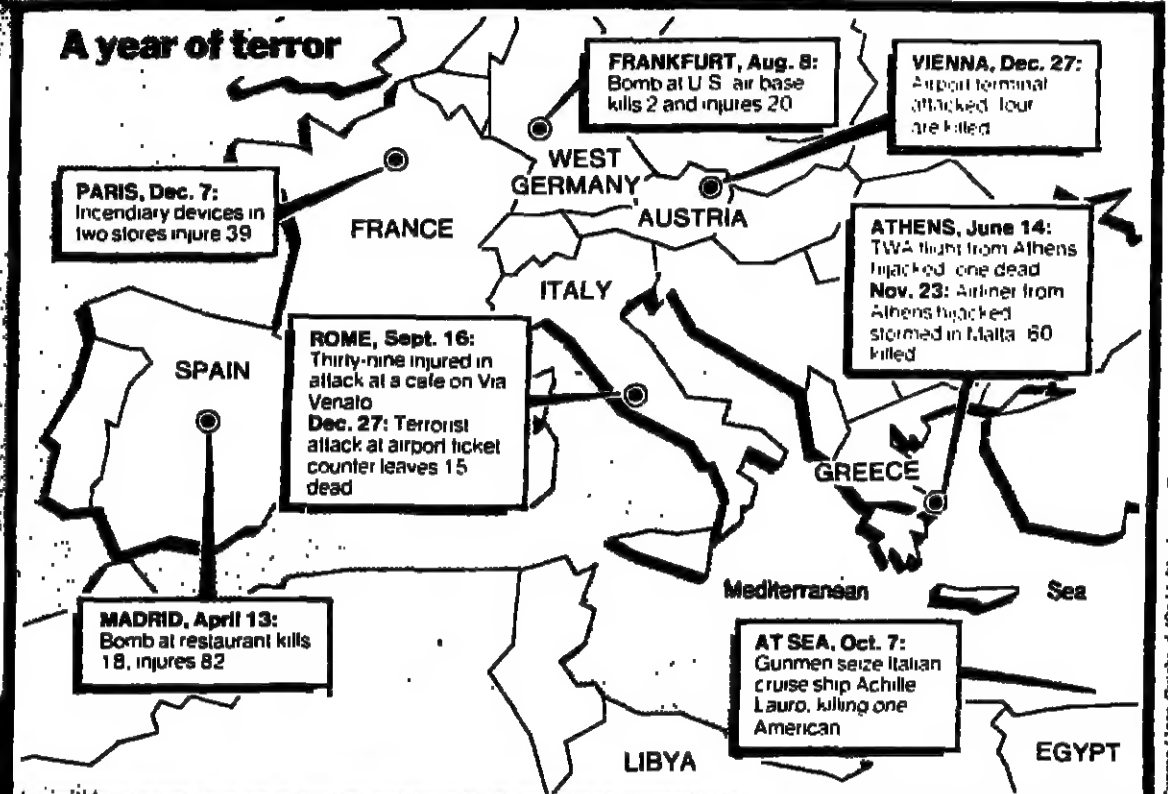 A year of terror
FRANKFURT, Aug. 8:
Bomb at U S air base
kills 2 and injures 20
VIENNA, Dec. 27:
Airport terminal
attacked four
are killed
PARIS, Dec. 7:
Incendiary devices in
two stores injure 39
WEST
GERMANY
FRANCE
AUSTRIA
ITALY
ATHENS, June 14:
TWA flight from Athens
hijacked one dead
Nov. 23: Airliner from
Athens hijacked
stormed in Malta 60
killed
ROME, Sept. 16:
Thirty-nine injured in
attack at a cafe on Via
Venato
Dec. 27: Terrorist
attack at airport ticket
counter leaves 15
dead
SPAIN
GREECE
Mediterranean Sea
MADRID, April 13:
Bomb at restaurant kills
18, injures 82
AT SEA, Oct. 7:
Gunmen seize Italian
cruise ship Achille
Lauro, killing one
American
LIBYA
EGYPT